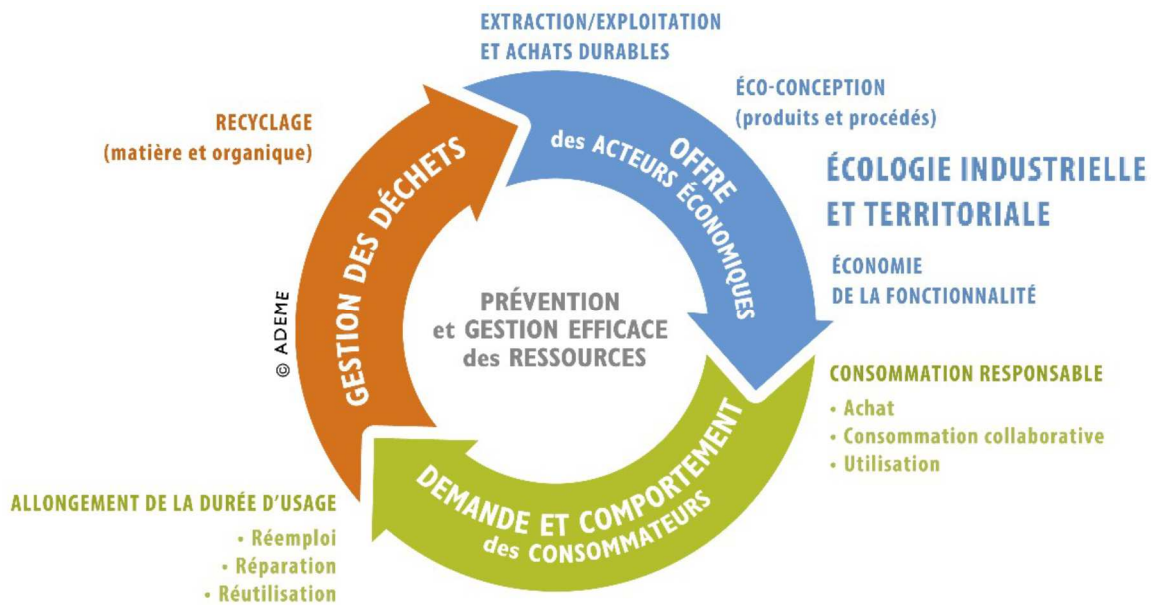 EXTRACTION/EXPLOITATION
ET ACHATS DURABLES
ÉCO-CONCEPTION
(produits et procédés)
ÉCOLOGIE INDUSTRIELLE
ET TERRITORIALE
ÉCONOMIE
DE LA FONCTIONNALITÉ
OFFRE
des ACTEURS ÉCONOMIQUES
CONSOMMATION RESPONSABLE
• Achat
• Consommation collaborative
• Utilisation
DEMANDE ET COMPORTEMENT
des CONSOMMATEURS
ALLONGEMENT DE LA DURÉE D'USAGE
• Réemploi
• Réparation
• Réutilisation
GESTION DES DÉCHETS
RECYCLAGE
(matière et organique)
PRÉVENTION
et GESTION EFFICACE
des RESSOURCES
© ADEME